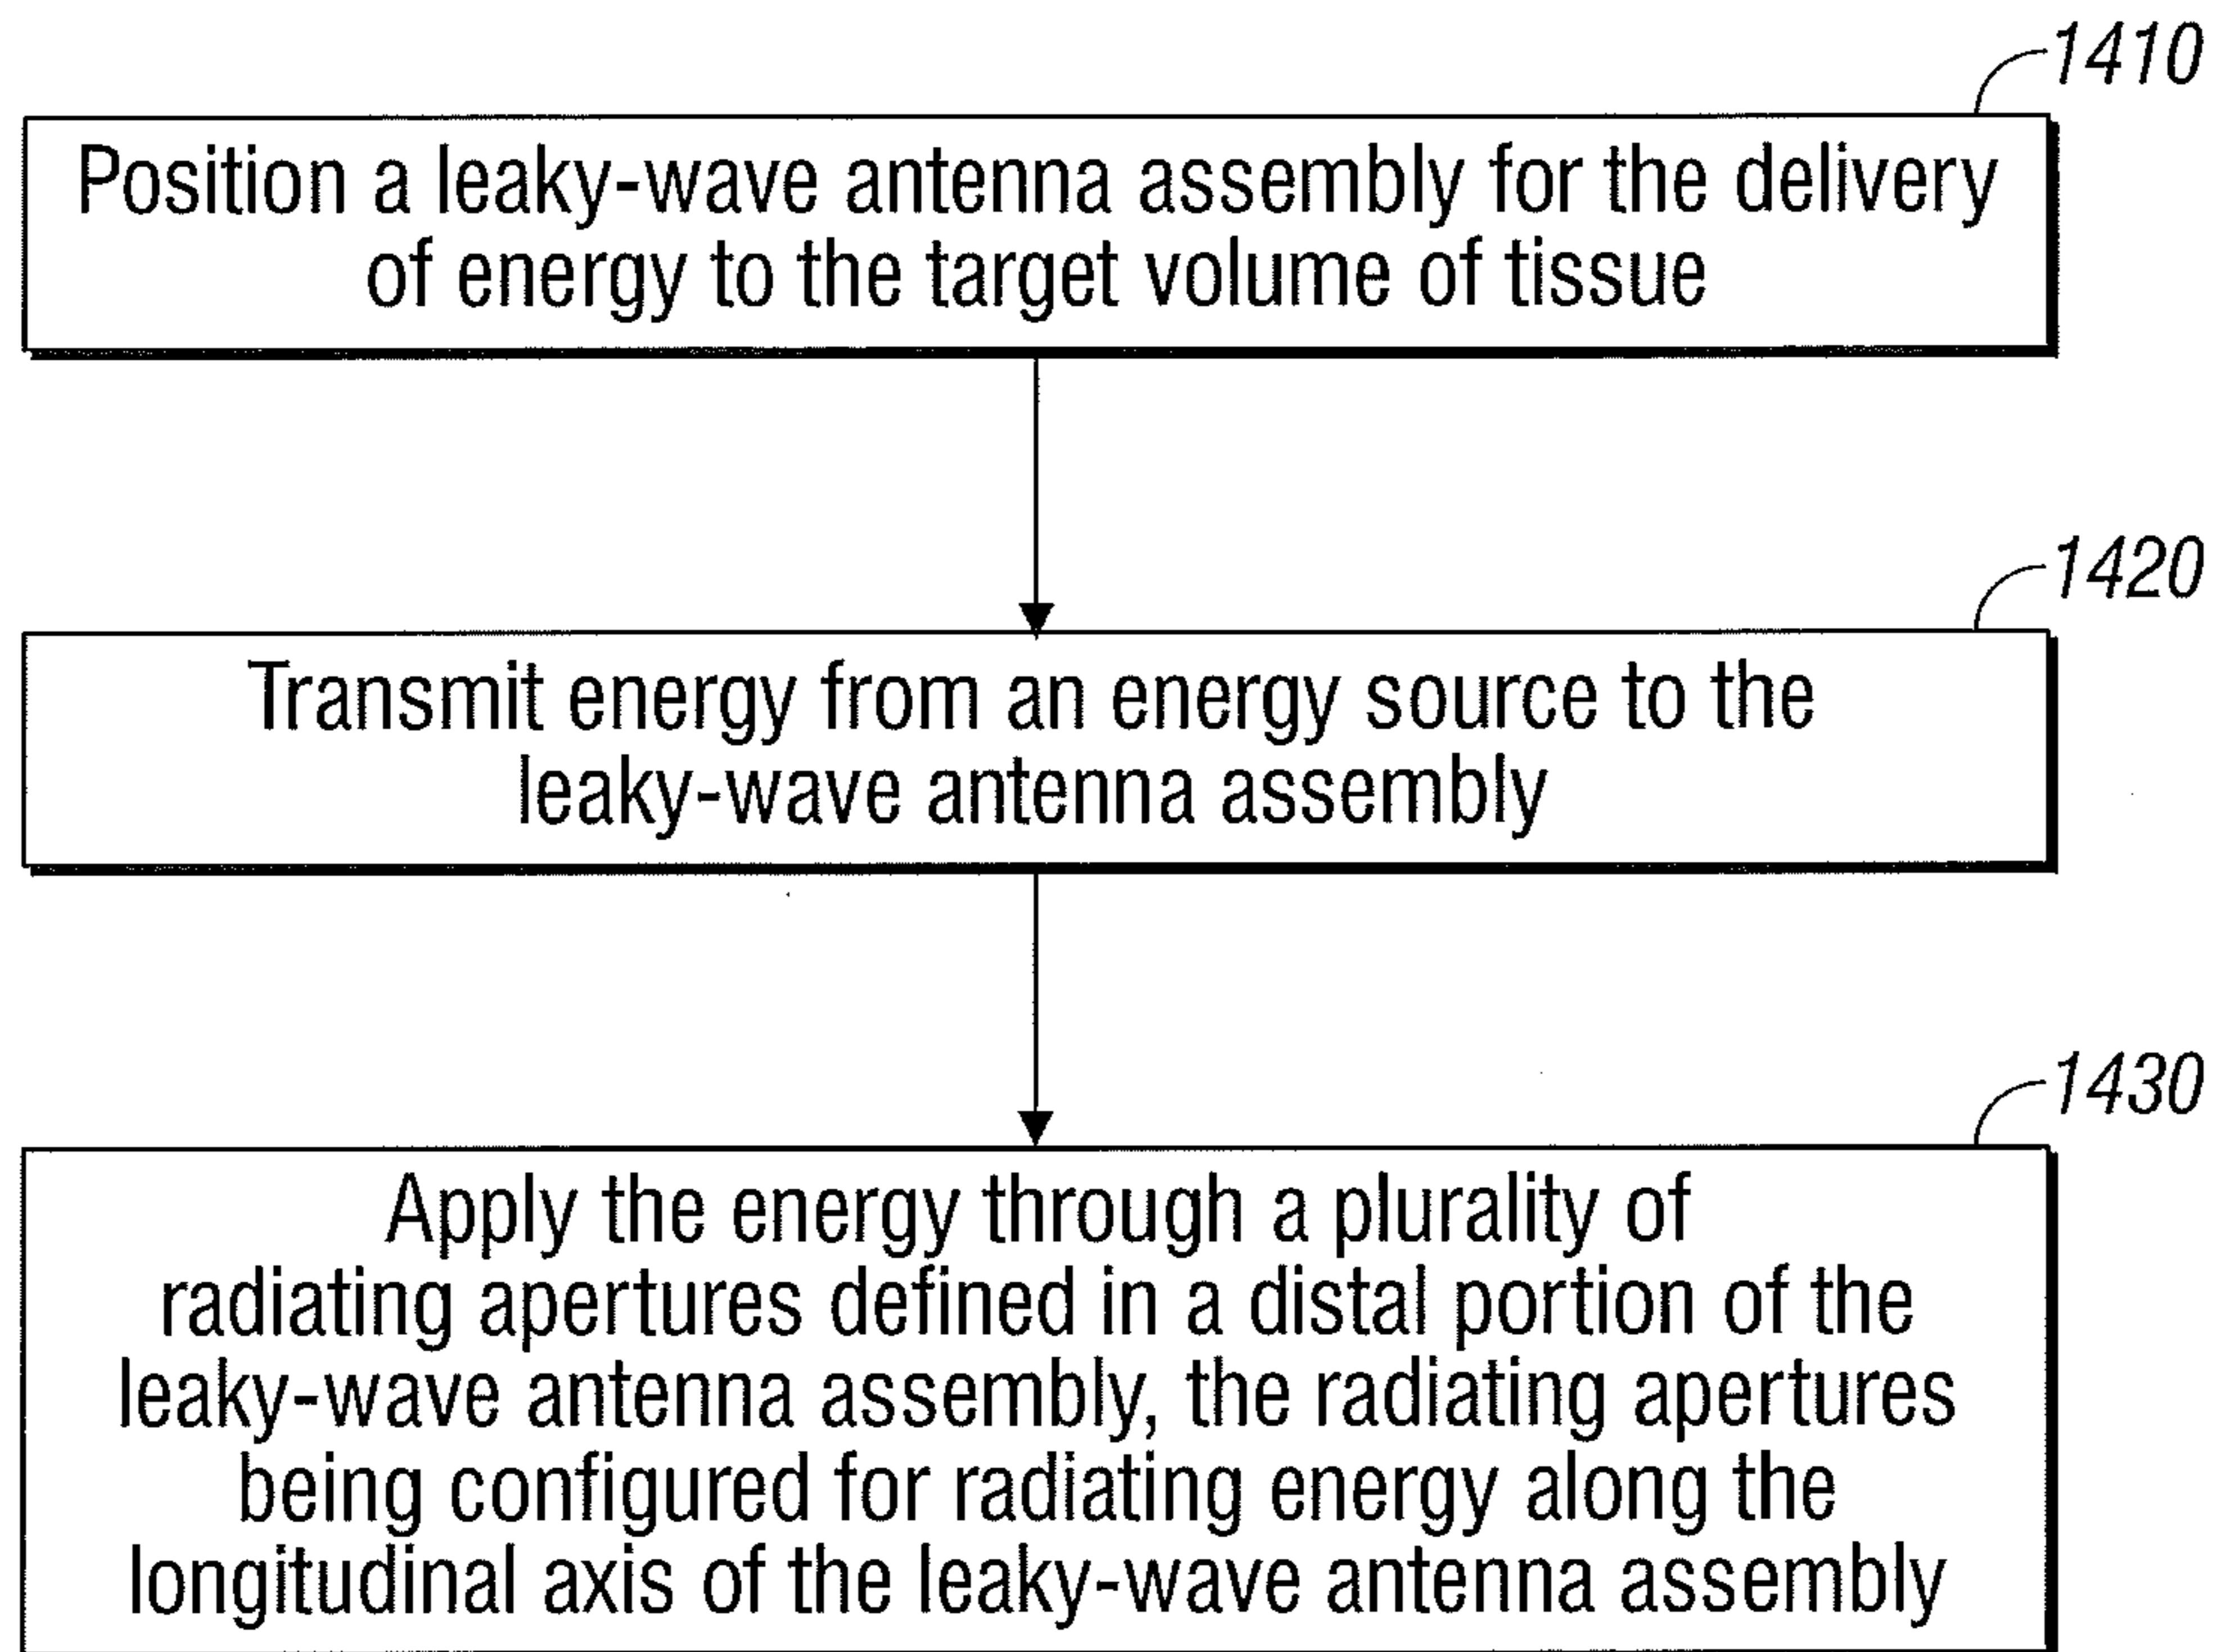 1410
Position a leaky-wave antenna assembly for the delivery
of energy to the target volume of tissue
1420
Transmit energy from an energy source to the
leaky-wave antenna assembly
1430
Apply the energy through a plurality of
radiating apertures defined in a distal portion of the
leaky-wave antenna assembly, the radiating apertures
being configured for radiating energy along the
longitudinal axis of the leaky-wave antenna assembly